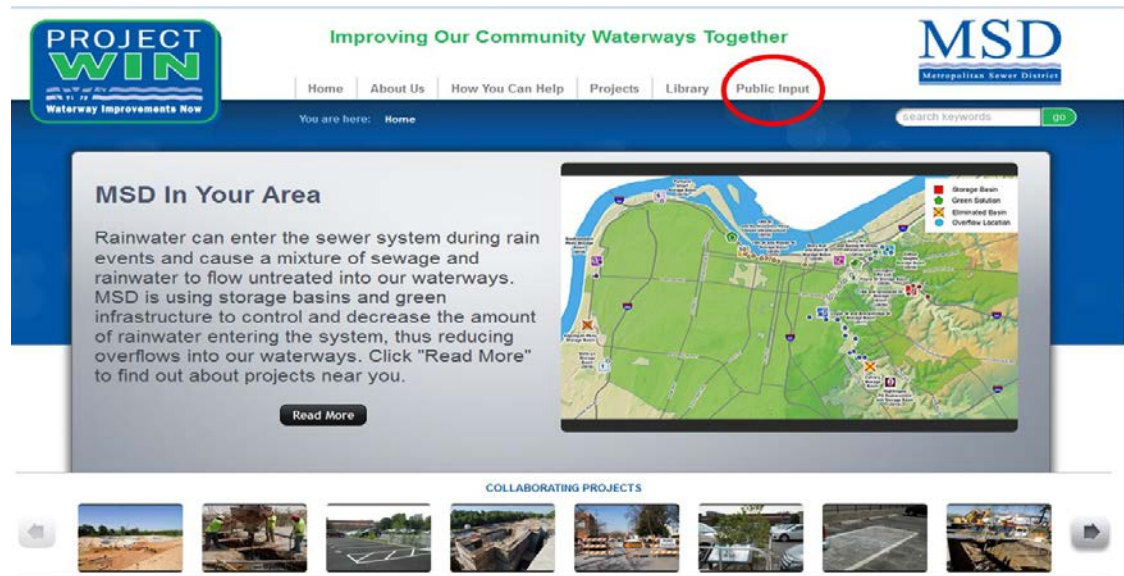 PROJECT
WIN
Waterway Improvements Now
Improving Our Community Waterways Together
MSD
Metropolitan Sewer District
Home About Us How You Can Help Projects Library Public Input
You are here: Home
search keywords go
MSD In Your Area
Rainwater can enter the sewer system during rain
events and cause a mixture of sewage and
rainwater to flow untreated into our waterways.
MSD is using storage basins and green
infrastructure to control and decrease the amount
of rainwater entering the system, thus reducing
overflows into our waterways. Click "Read More"
to find out about projects near you.
Read More
Storage Basin
Green Solution
Eliminated Basin
Overflow Location
COLLABORATING PROJECTS